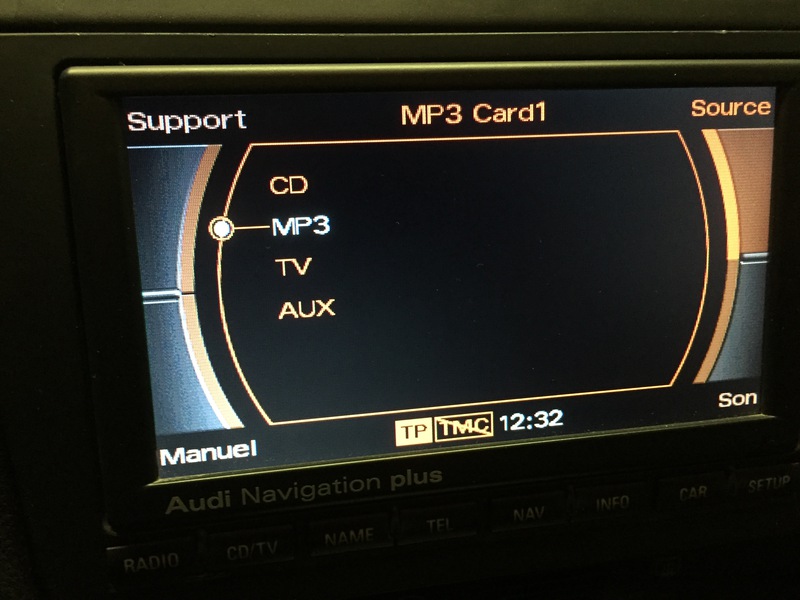 Support MP3 Card1 Source
CD
MP3
TV
AUX
Manuel TP TMC 12:32 Son
Audi Navigation plus
RADIO CD/TV NAME TEL NAV INFO CAR SETUP